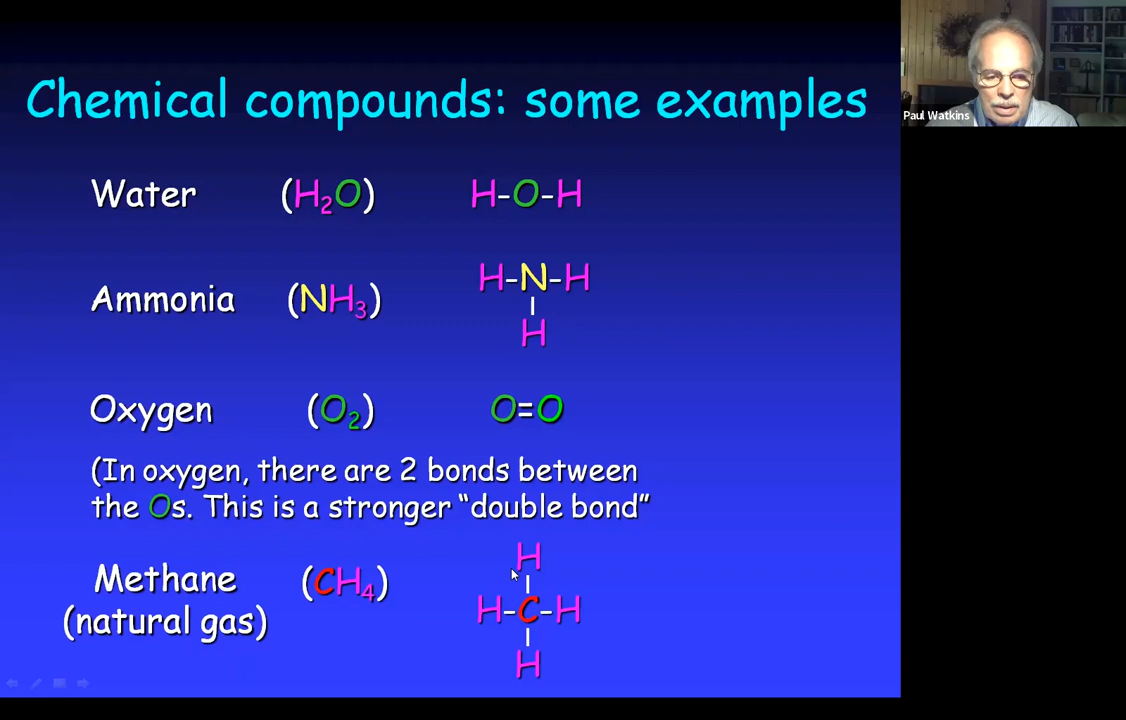 Chemical compounds: some examples
Paul Watkins
Water (H₂O) H-O-H
H-N-H
Ammonia (NH₃)
H
Oxygen (O₂) O=O
(In oxygen, there are 2 bonds between
the Os. This is a stronger “double bond”
H
Methane (CH₄)
H-C-H
(natural gas)
H